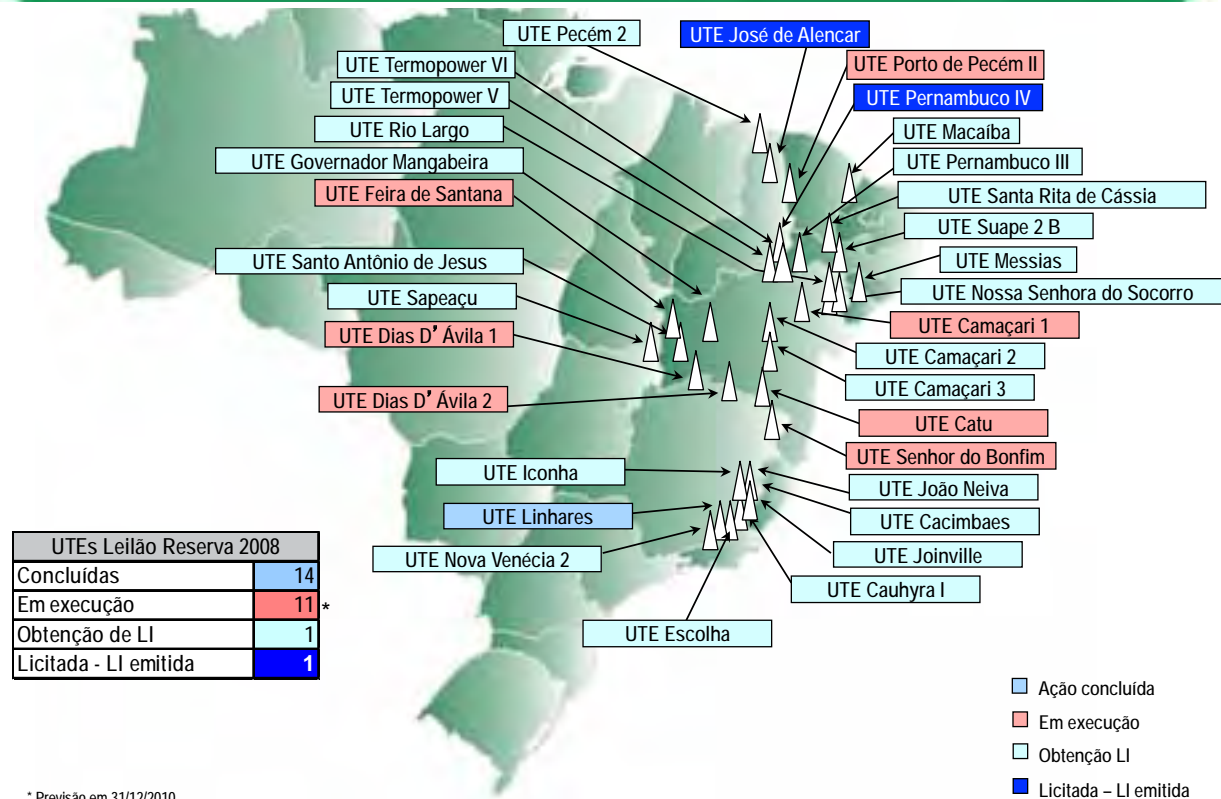 UTE Pecém 2
UTE José de Alencar
UTE Termopower VI
UTE Porto de Pecém II
UTE Termopower V
UTE Pernambuco IV
UTE Rio Largo
UTE Macaíba
UTE Governador Mangabeira
UTE Pernambuco III
UTE Feira de Santana
UTE Santa Rita de Cássia
UTE Suape 2 B
UTE Santo Antônio de Jesus
UTE Messias
UTE Sapeaçu
UTE Nossa Senhora do Socorro
UTE Dias D' Ávila 1
UTE Camaçari 1
UTE Camaçari 2
UTE Camaçari 3
UTE Dias D' Ávila 2
UTE Catu
UTE Senhor do Bonfim
UTE Iconha
UTE João Neiva
UTE Linhares
UTE Cacimbaes
UTE Nova Venécia 2
UTE Joinville
UTE Cauhyra I
UTE Escolha
UTEs Leilão Reserva 2008
Concluídas 14
Em execução 11 *
Obtenção de LI 1
Licitada - LI emitida 1
Ação concluída
Em execução
Obtenção LI
Licitada – LI emitida
* Previsão em 31/12/2010